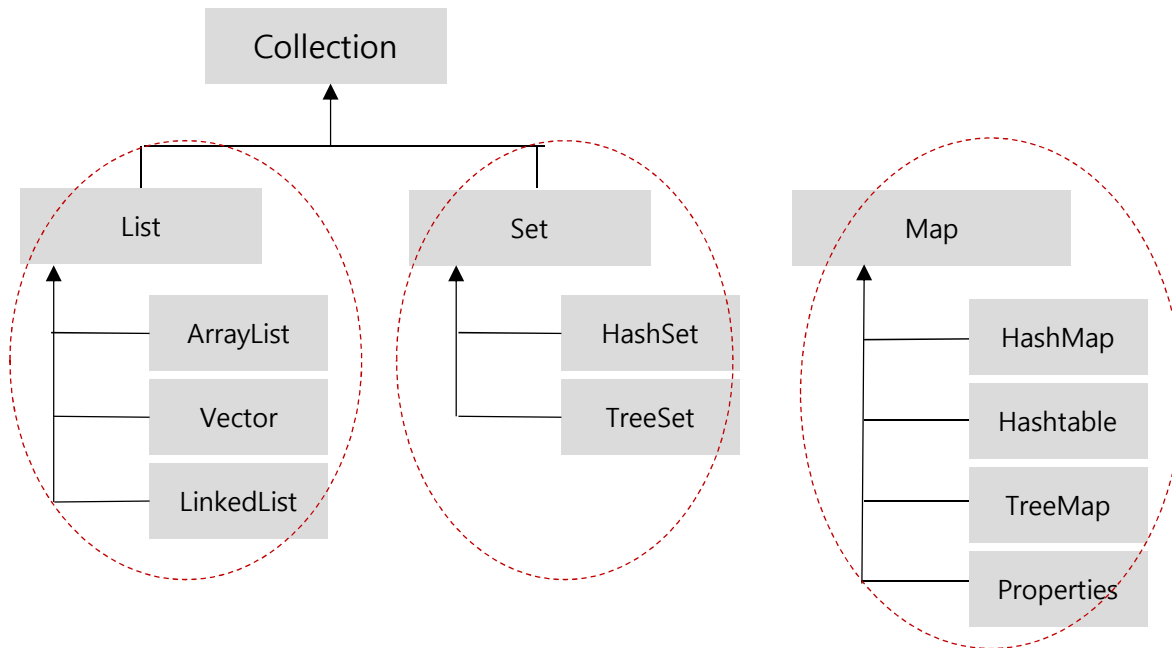 Collection
List
Set
Map
ArrayList
Vector
LinkedList
HashSet
TreeSet
HashMap
Hashtable
TreeMap
Properties